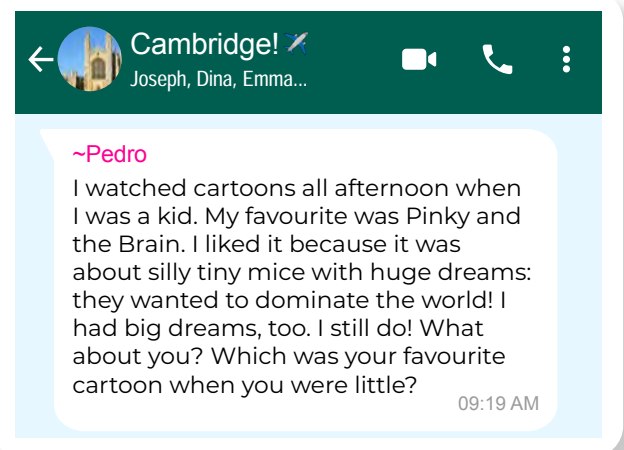 Cambridge!
Joseph, Dina, Emma...
~Pedro
I watched cartoons all afternoon when
I was a kid. My favourite was Pinky and
the Brain. I liked it because it was
about silly tiny mice with huge dreams:
they wanted to dominate the world! I
had big dreams, too. I still do! What
about you? Which was your favourite
cartoon when you were little?
09:19 AM